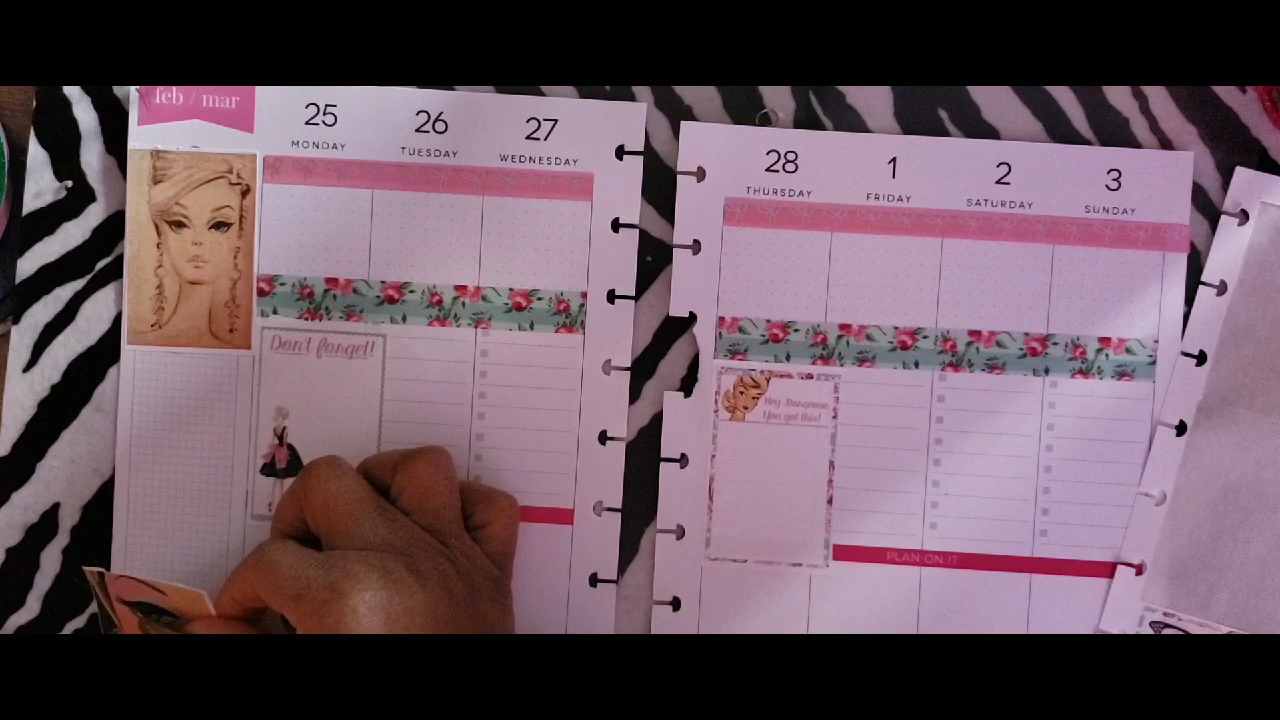 feb / mar
25
MONDAY
26
TUESDAY
27
WEDNESDAY
28
THURSDAY
1
FRIDAY
2
SATURDAY
3
SUNDAY
Don't forget!
Hey
You got this!
PLAN ON IT